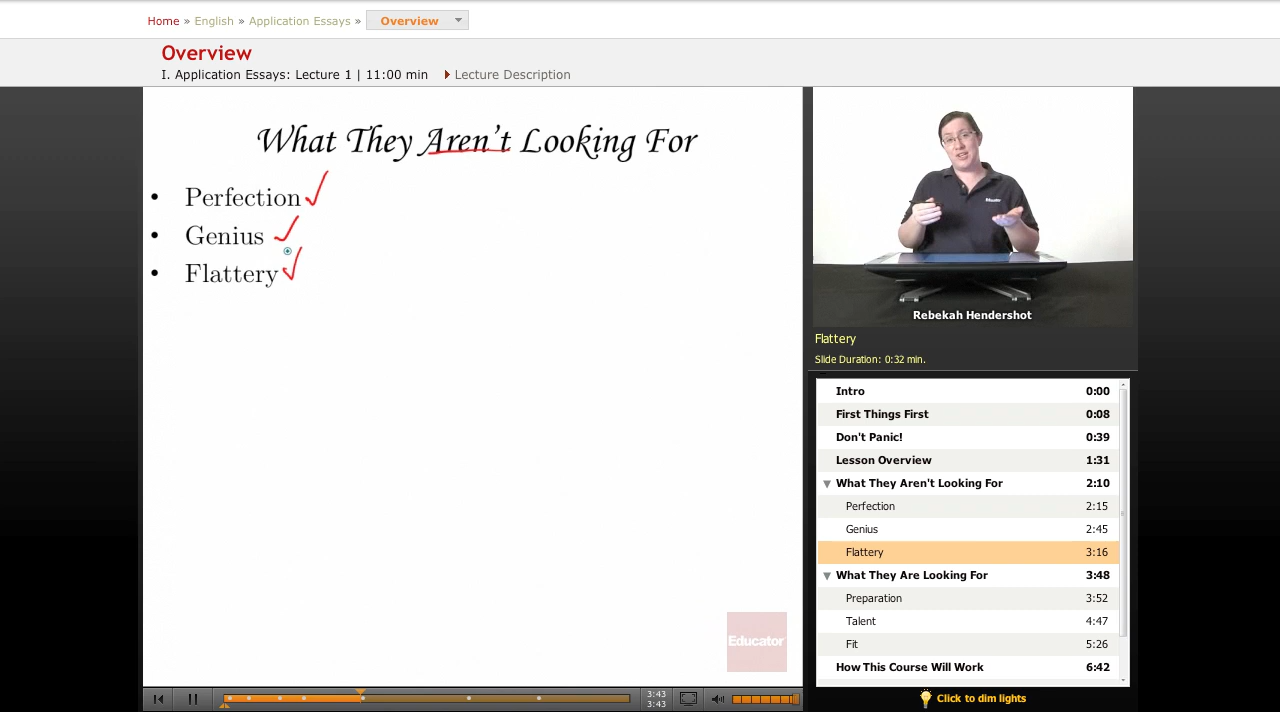 Home » English » Application Essays » Overview
Overview
I. Application Essays: Lecture 1 | 11:00 min Lecture Description
What They Aren't Looking For
• Perfection
• Genius
• Flattery
Educator
Rebekah Hendershot
Flattery
Slide Duration: 0:32 min.
Intro 0:00
First Things First 0:08
Don't Panic! 0:39
Lesson Overview 1:31
What They Aren't Looking For 2:10
Perfection 2:15
Genius 2:45
Flattery 3:16
What They Are Looking For 3:48
Preparation 3:52
Talent 4:47
Fit 5:26
How This Course Will Work 6:42
3:43
3:43
Click to dim lights